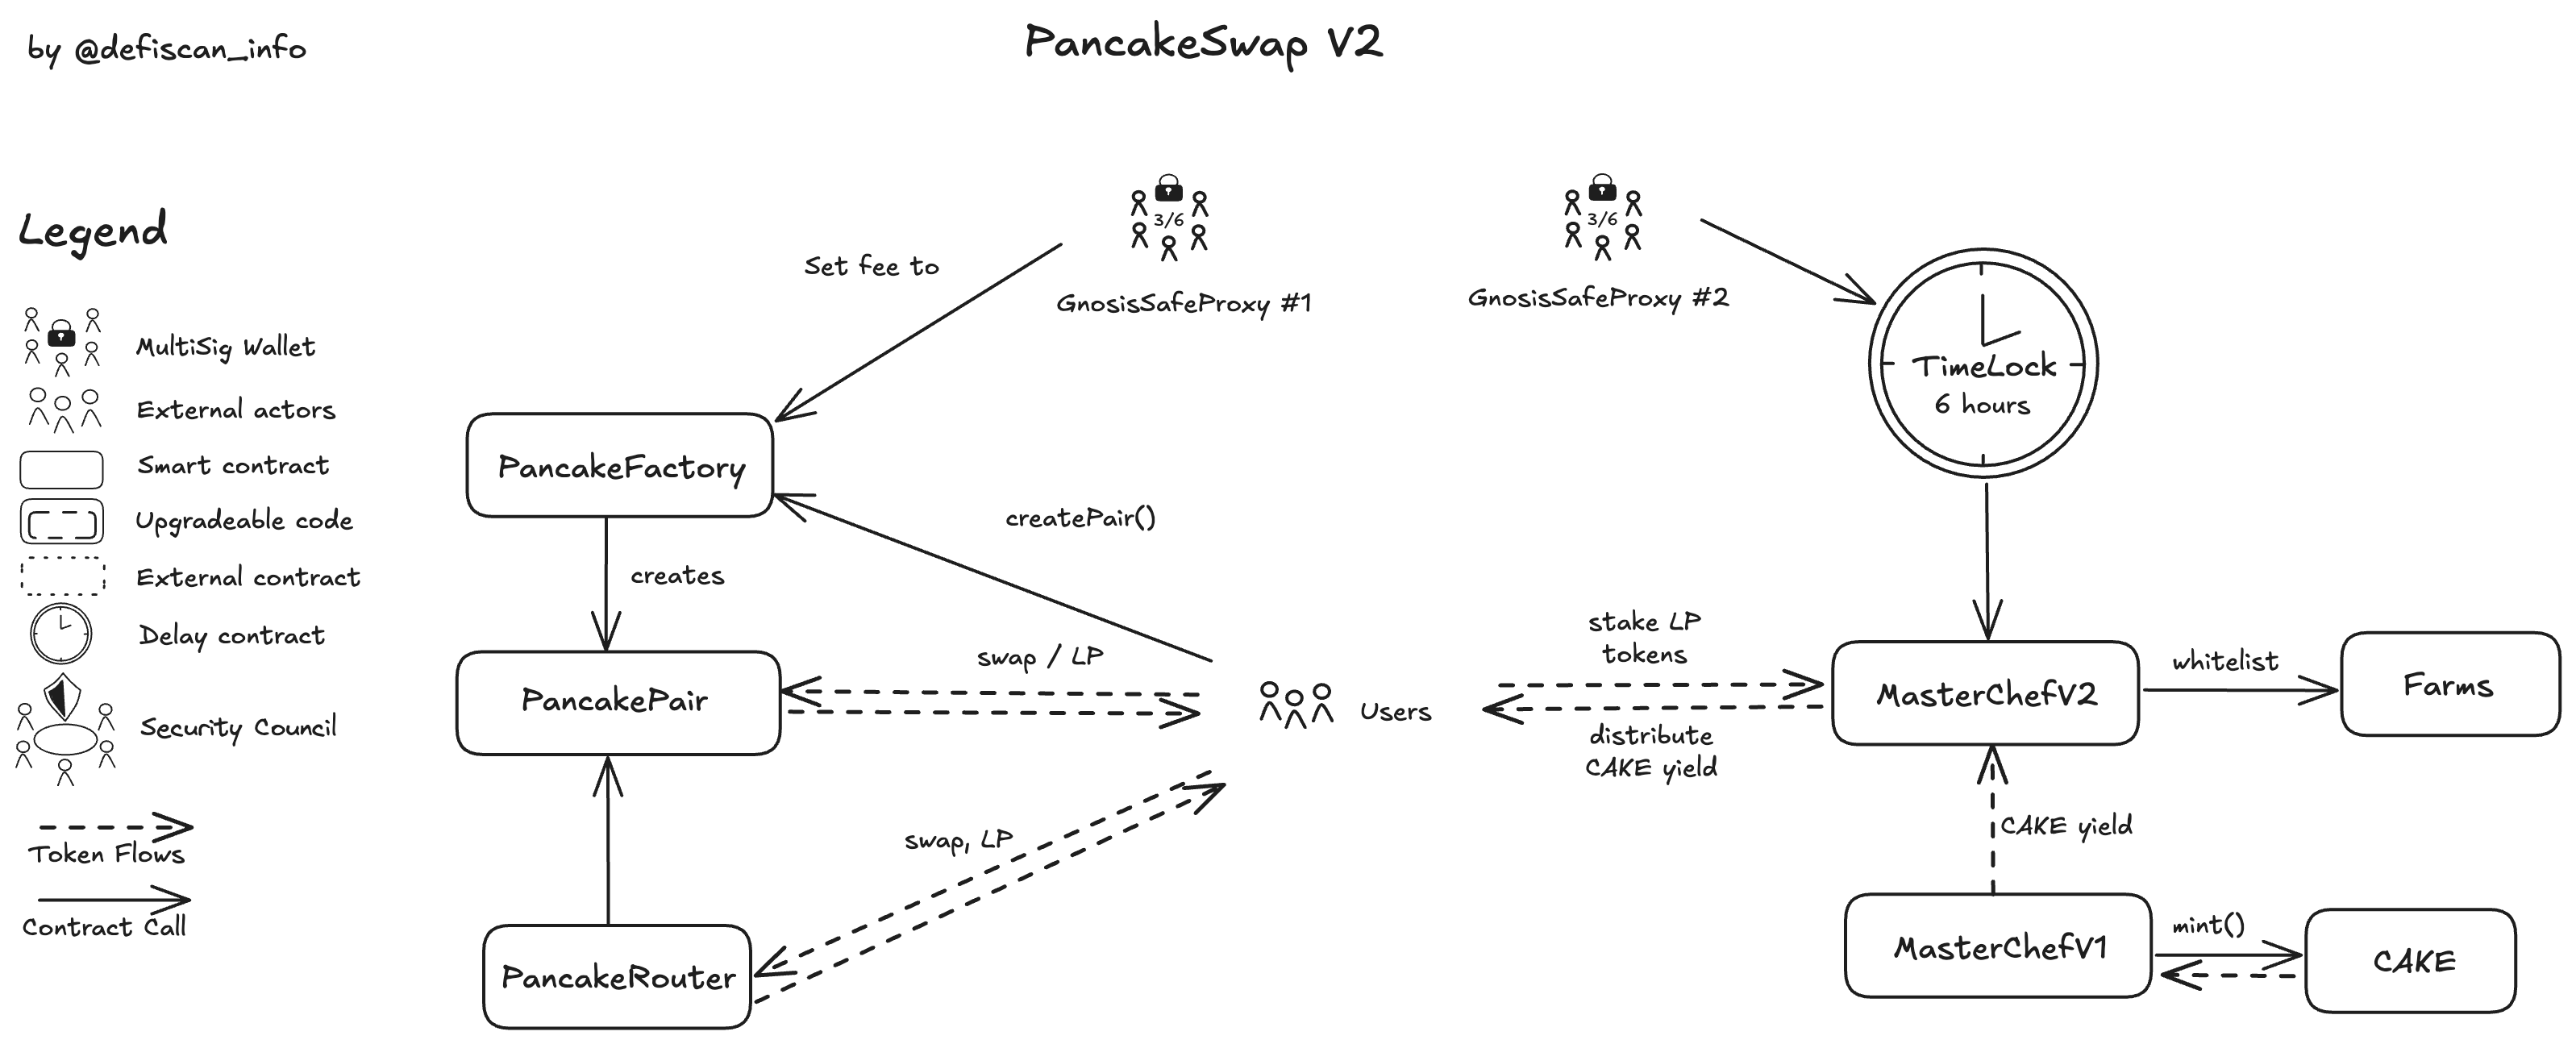 by @defiscan_info
PancakeSwap V2
Legend
MultiSig Wallet
External actors
Smart contract
Upgradeable code
External contract
Delay contract
Security Council
Token Flows
Contract Call
3/6
GnosisSafeProxy #1
3/6
GnosisSafeProxy #2
Set fee to
TimeLock
6 hours
PancakeFactory
createPair()
creates
PancakePair
swap / LP
Users
stake LP
tokens
distribute
CAKE yield
MasterChefV2
whitelist
Farms
swap, LP
CAKE yield
PancakeRouter
MasterChefV1
mint()
CAKE